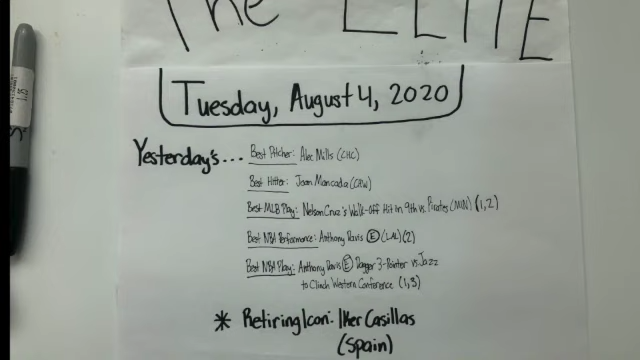 The ELITE
Tuesday, August 4, 2020
Yesterday's... Best Pitcher: Alec Mills (CHC)
Best Hitter: Joan Moncada (CHW)
Best MLB Play: Nelson Cruz's Walk-Off Hit in 9th vs. Pirates (MIN) (1,2)
Best NBA Performance: Anthony Davis Ⓔ (LAL) (2)
Best NBA Play: Anthony Davis Ⓔ Dagger 3-Pointer vs. Jazz
to Clinch Western Conference (1,3)
* Retiring Icon: Iker Casillas
(Spain)